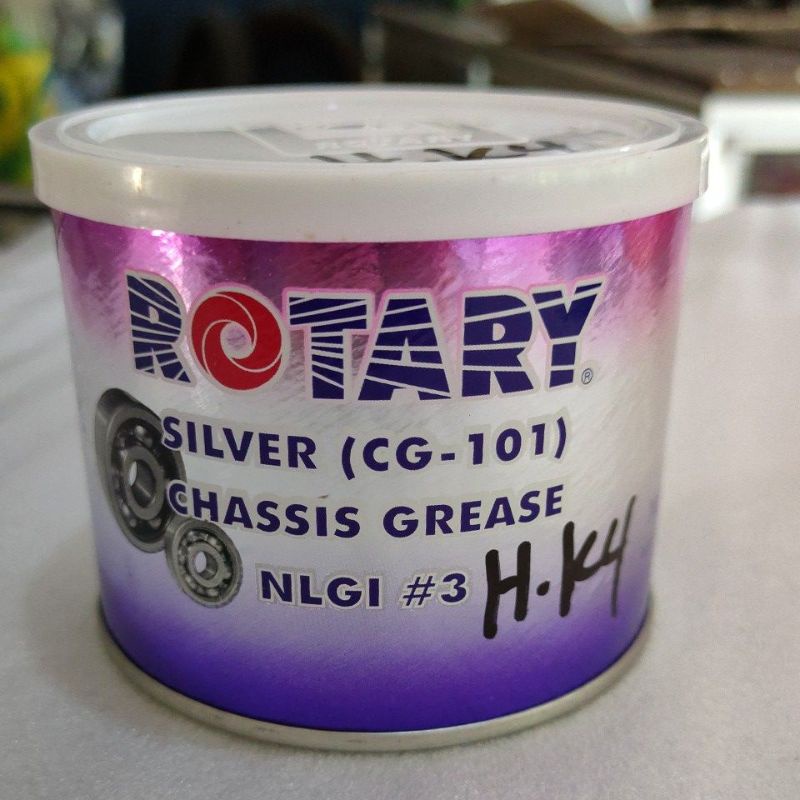 ROTARY®
SILVER (CG-101)
CHASSIS GREASE
NLGI #3 H.K4